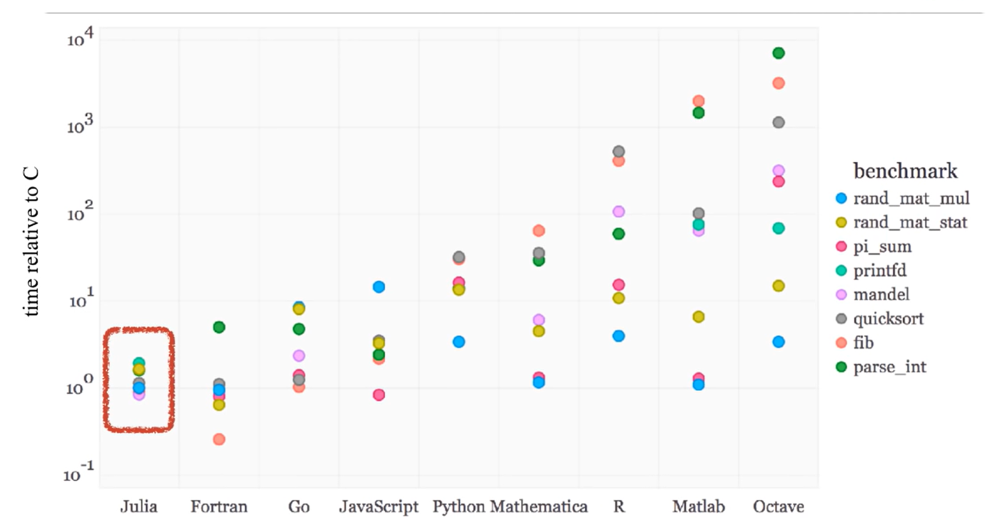 10^4
10^3
10^2
10^1
10^0
10^-1
time relative to C
Julia Fortran Go JavaScript Python Mathematica R Matlab Octave
benchmark
rand_mat_mul
rand_mat_stat
pi_sum
printfd
mandel
quicksort
fib
parse_int